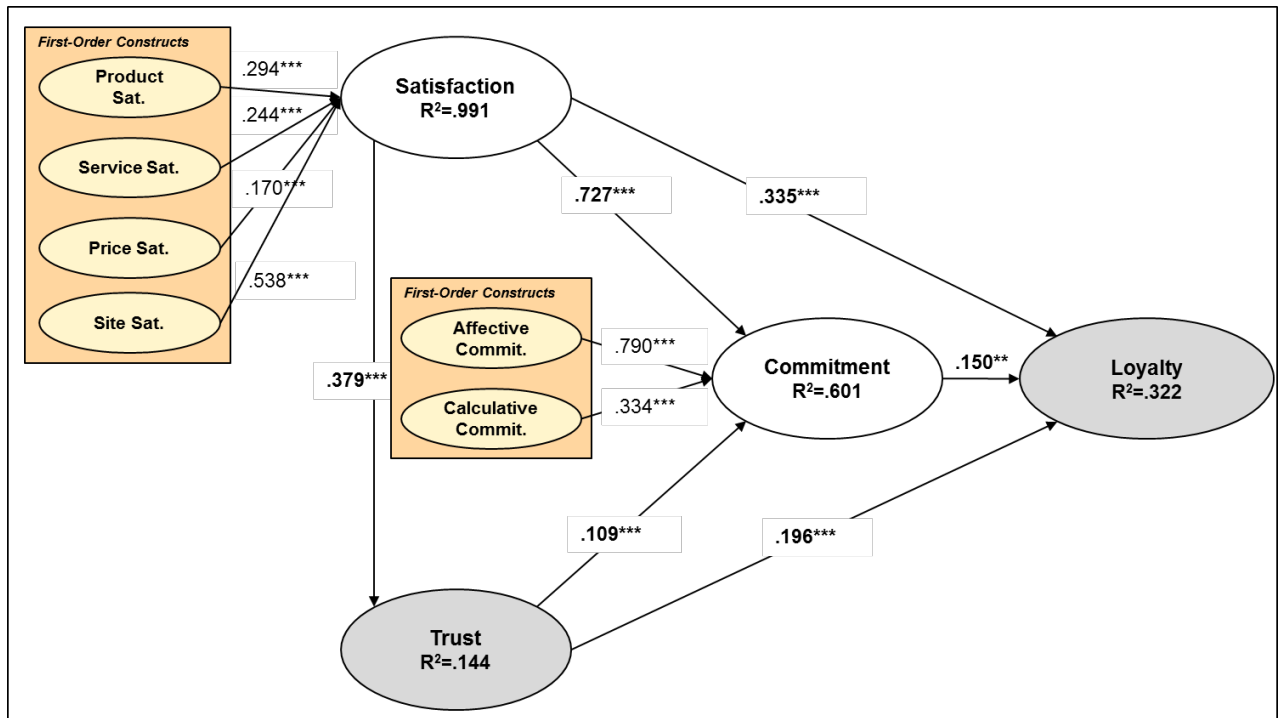 First-Order Constructs
Product
Sat.
Service Sat.
Price Sat.
Site Sat.
.294***
.244***
.170***
.538***
Satisfaction
R²=.991
.727***
.335***
.379***
First-Order Constructs
Affective
Commit.
Calculative
Commit.
.790***
.334***
Commitment
R²=.601
.150**
Loyalty
R²=.322
.109***
.196***
Trust
R²=.144